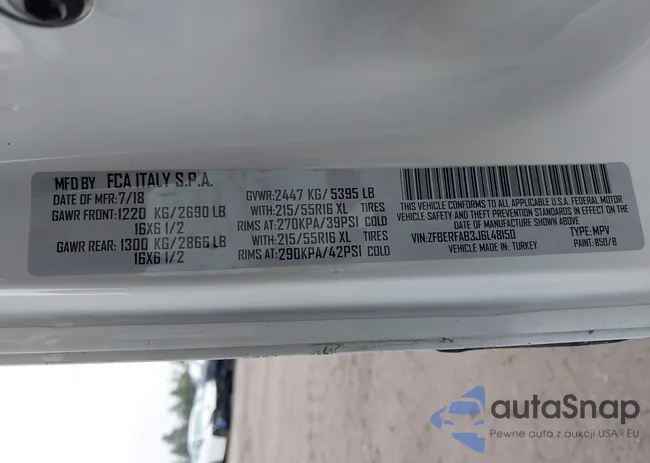 MFD BY FCA ITALY S.P.A.
DATE OF MFR: 7/18 GVWR: 2447 KG/ 5395 LB
GAWR FRONT: 1220 KG/ 2690 LB WITH: 215/55R16 XL TIRES
16X6 1/2 RIMS AT: 270KPA/39PSI COLD
GAWR REAR: 1300 KG/ 2866 LB WITH: 215/55R16 XL TIRES
16X6 1/2 RIMS AT: 290KPA/42PSI COLD
THIS VEHICLE CONFORMS TO ALL APPLICABLE U.S.A. FEDERAL MOTOR
VEHICLE SAFETY, BUMPER, AND THEFT PREVENTION STANDARDS
IN EFFECT ON THE DATE OF MANUFACTURE SHOWN ABOVE
VIN: ZFBERFAB3J6L48150 TYPE: MPV
VEHICLE MADE IN: TURKEY PAINT: 850/B
autoSnap
Pewne auta z aukcji USA i EU